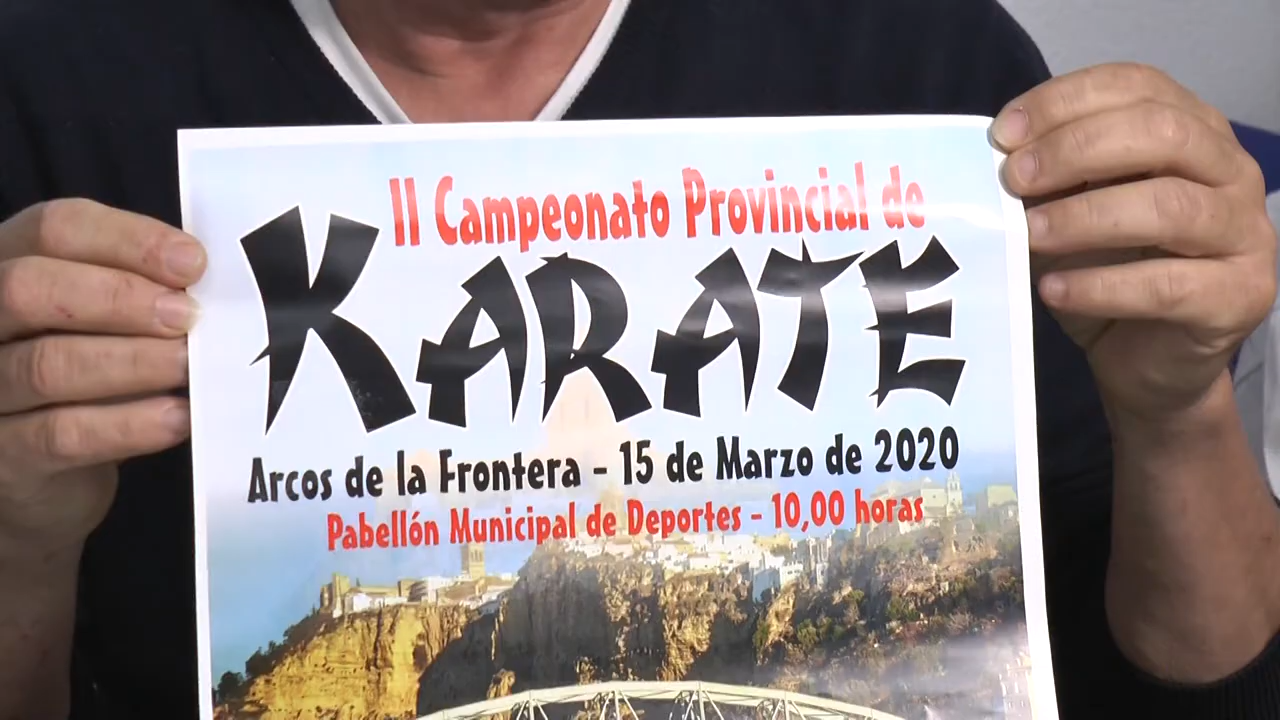 II Campeonato Provincial de
KARATE
Arcos de la Frontera - 15 de Marzo de 2020
Pabellón Municipal de Deportes - 10,00 horas